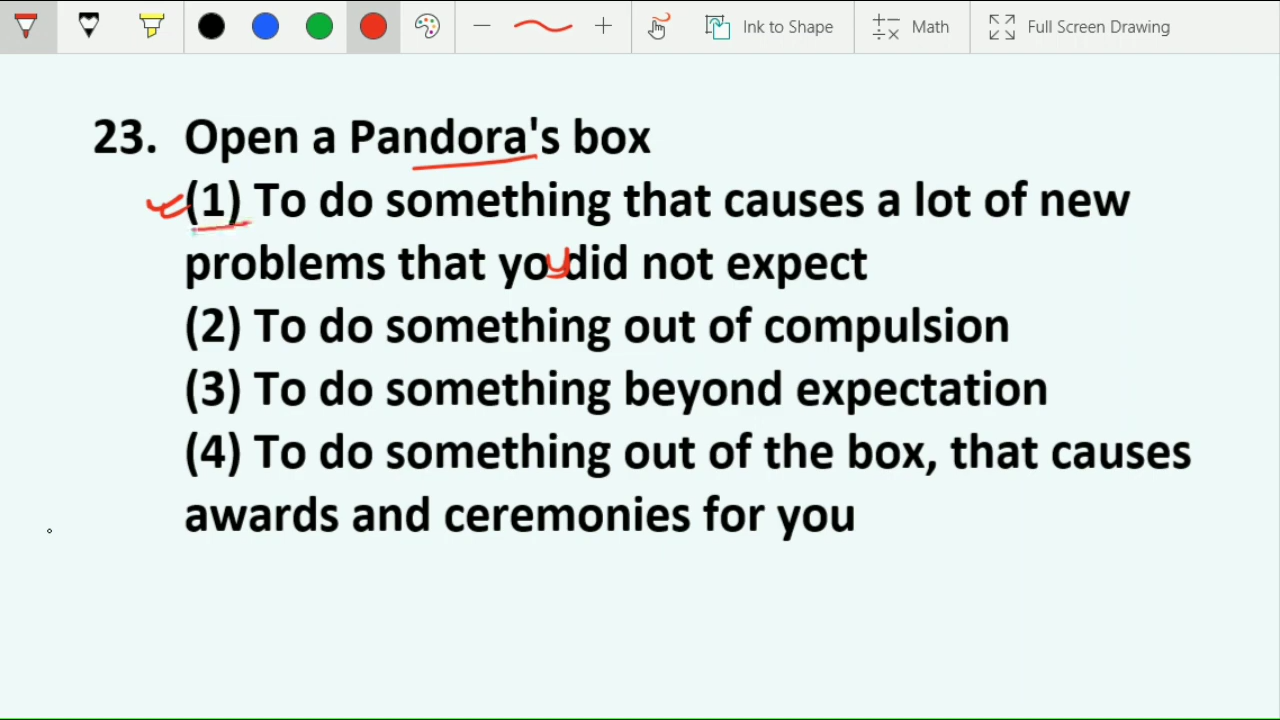 Ink to Shape Math Full Screen Drawing
23. Open a Pandora's box
(1) To do something that causes a lot of new
problems that you did not expect
(2) To do something out of compulsion
(3) To do something beyond expectation
(4) To do something out of the box, that causes
awards and ceremonies for you